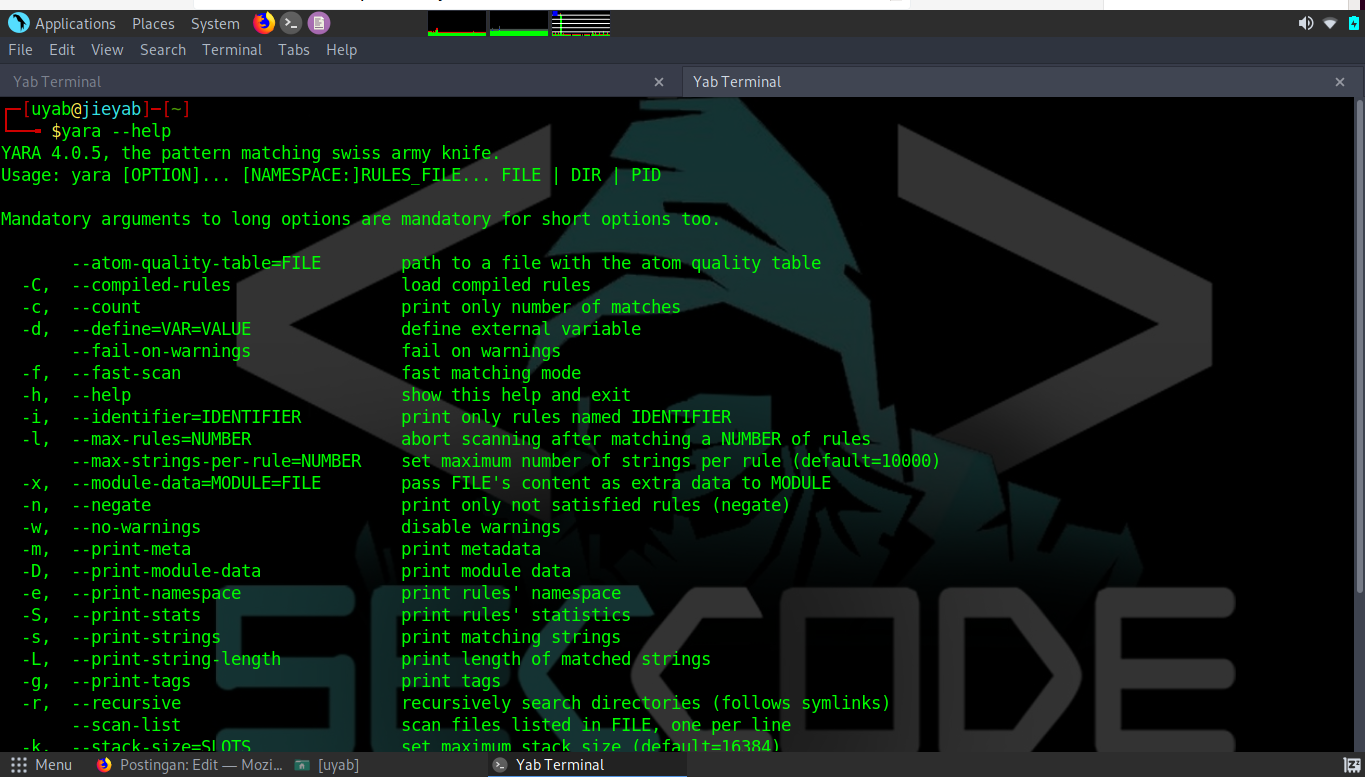 Applications Places System
File Edit View Search Terminal Tabs Help
Yab Terminal × Yab Terminal ×
┌─[uyab@jieyab]─[~]
└──╼ $yara --help
YARA 4.0.5, the pattern matching swiss army knife.
Usage: yara [OPTION]... [NAMESPACE:]RULES_FILE... FILE | DIR | PID
Mandatory arguments to long options are mandatory for short options too.
--atom-quality-table=FILE path to a file with the atom quality table
-C, --compiled-rules load compiled rules
-c, --count print only number of matches
-d, --define=VAR=VALUE define external variable
--fail-on-warnings fail on warnings
-f, --fast-scan fast matching mode
-h, --help show this help and exit
-i, --identifier=IDENTIFIER print only rules named IDENTIFIER
-l, --max-rules=NUMBER abort scanning after matching a NUMBER of rules
--max-strings-per-rule=NUMBER set maximum number of strings per rule (default=10000)
-x, --module-data=MODULE=FILE pass FILE's content as extra data to MODULE
-n, --negate print only not satisfied rules (negate)
-w, --no-warnings disable warnings
-m, --print-meta print metadata
-D, --print-module-data print module data
-e, --print-namespace print rules' namespace
-S, --print-stats print rules' statistics
-s, --print-strings print matching strings
-L, --print-string-length print length of matched strings
-g, --print-tags print tags
-r, --recursive recursively search directories (follows symlinks)
--scan-list scan files listed in FILE, one per line
-k, --stack-size=SLOTS set maximum stack size (default=16384)
SECCODE
Menu Postingan: Edit — Mozi... [uyab] Yab Terminal